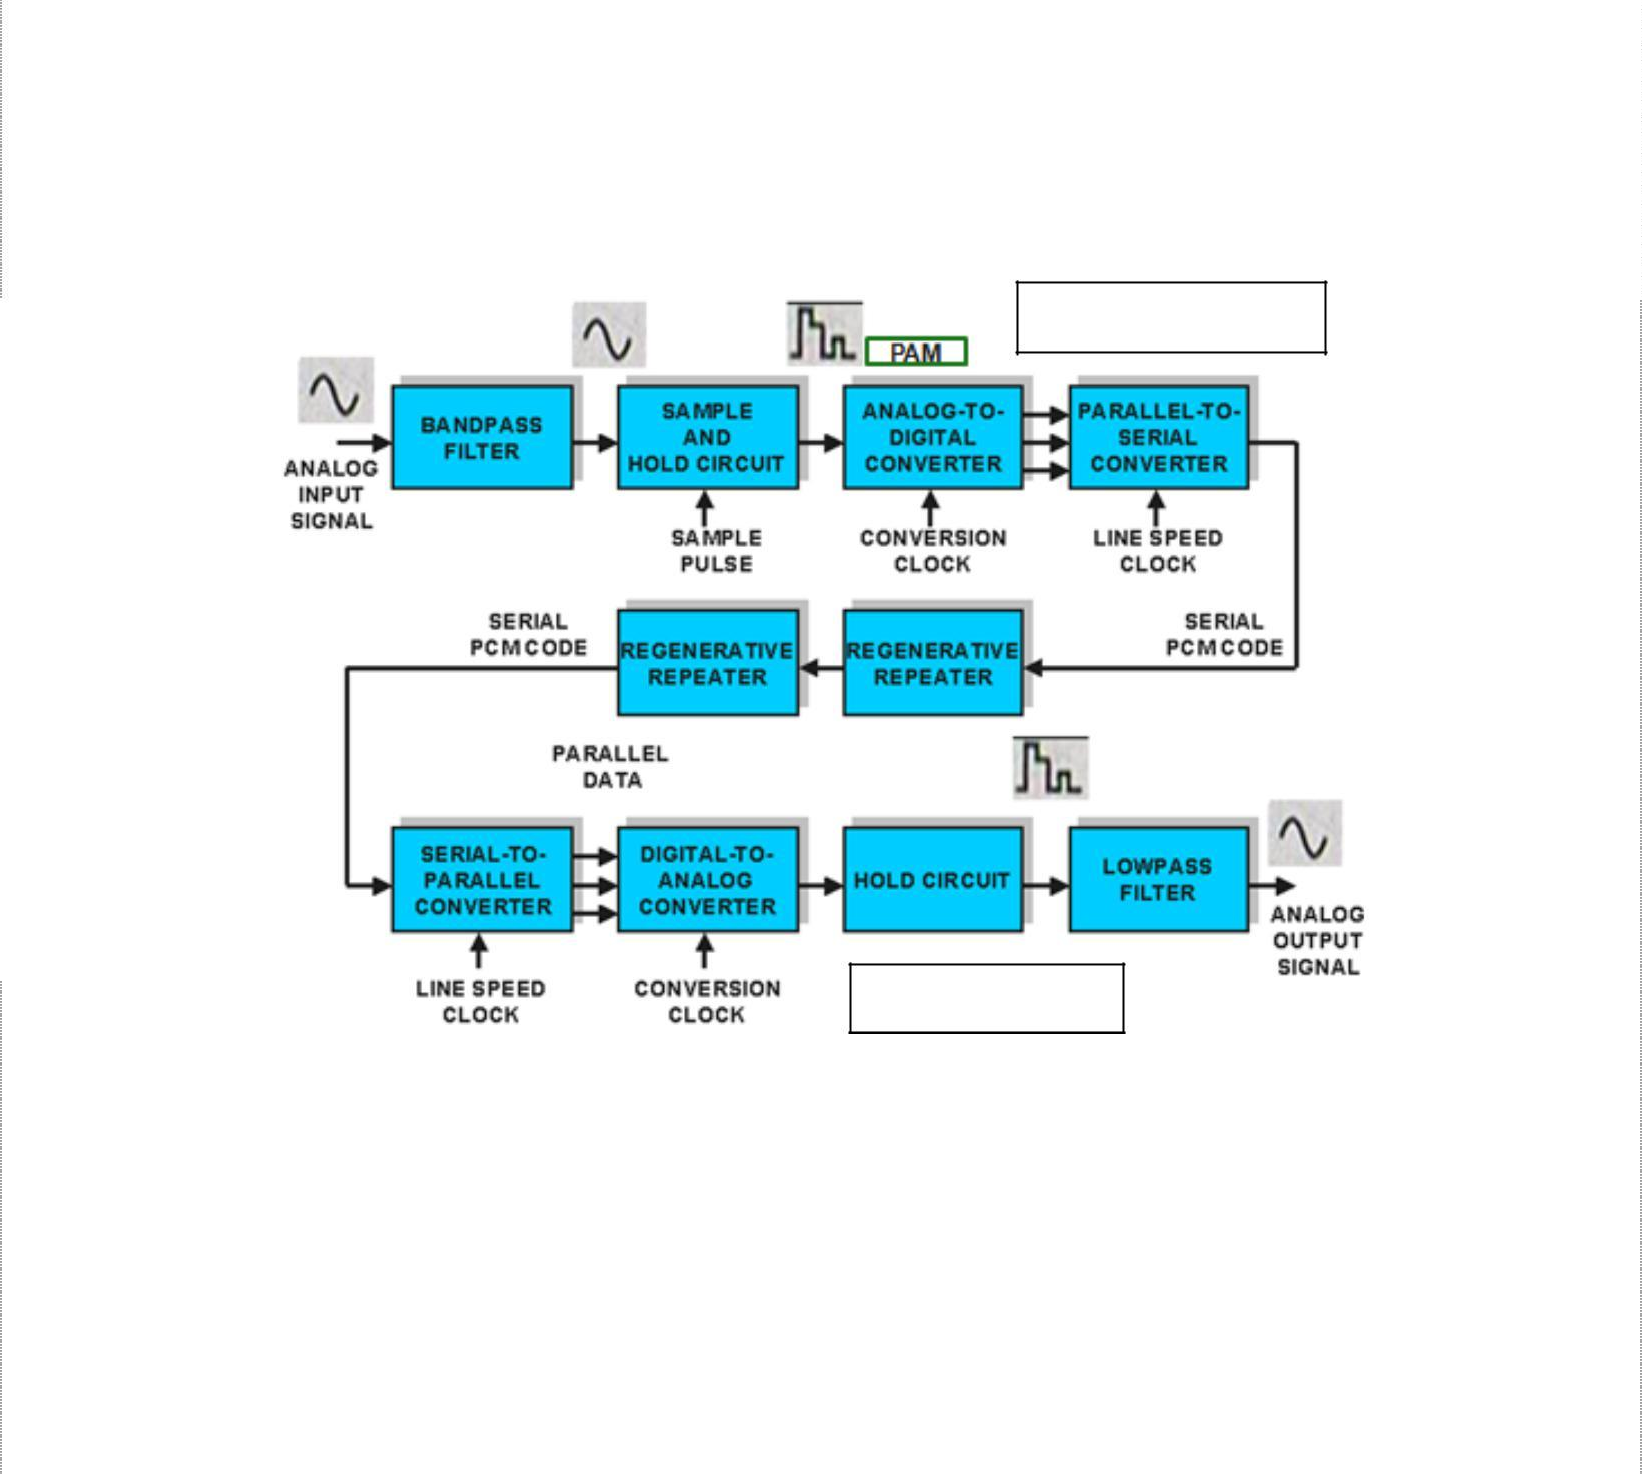 PAM
BANDPASS
FILTER
SAMPLE
AND
HOLD CIRCUIT
ANALOG-TO-
DIGITAL
CONVERTER
PARALLEL-TO-
SERIAL
CONVERTER
ANALOG
INPUT
SIGNAL
SAMPLE
PULSE
CONVERSION
CLOCK
LINE SPEED
CLOCK
SERIAL
PCM CODE
REGENERATIVE
REPEATER
REGENERATIVE
REPEATER
SERIAL
PCM CODE
PARALLEL
DATA
SERIAL-TO-
PARALLEL
CONVERTER
DIGITAL-TO-
ANALOG
CONVERTER
HOLD CIRCUIT
LOWPASS
FILTER
ANALOG
OUTPUT
SIGNAL
LINE SPEED
CLOCK
CONVERSION
CLOCK